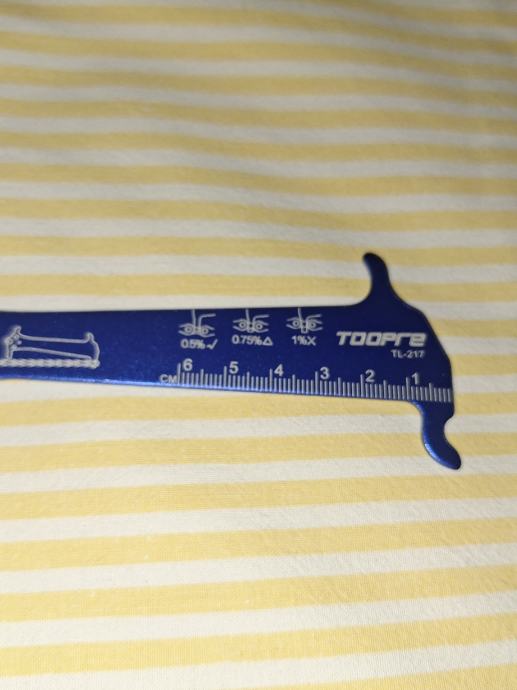 0.5%✓ 0.75%△ 1%X
TOOPRE
TL-217
CM 6 5 4 3 2 1